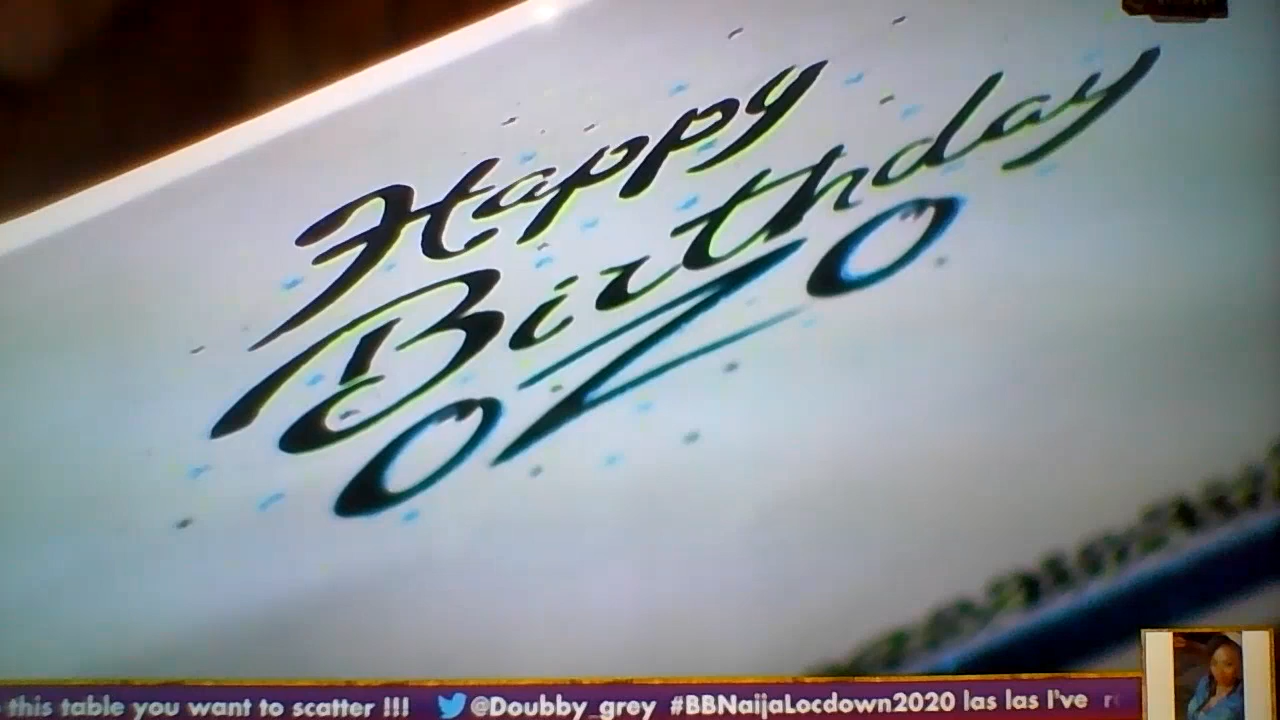 Happy
Birthday
OZO
this table you want to scatter !!! @Doubby_grey #BBNaijaLocdown2020 las las I've